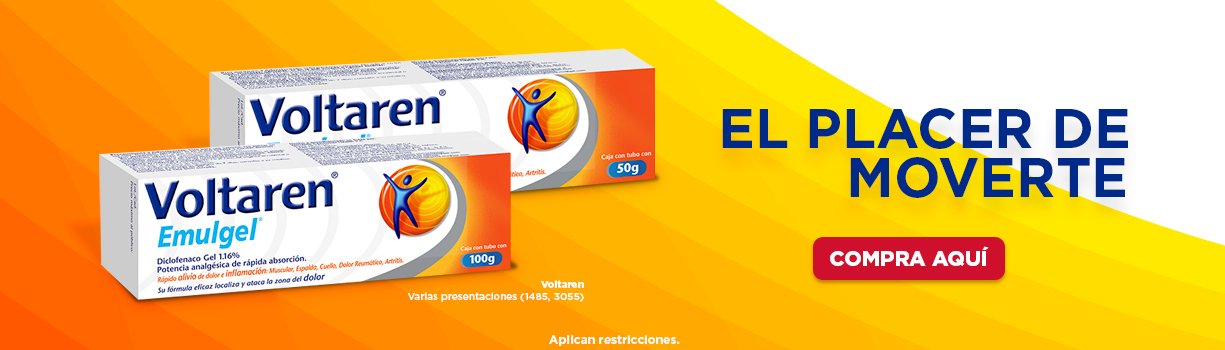 Voltaren®
Caja con tubo con
50g
Voltaren®
Emulgel®
Diclofenaco Gel 1.16%
Potencia analgésica de rápida absorción.
Rápido alivio de dolor e inflamación: Muscular, Espalda, Cuello, Dolor Reumático, Artritis.
Su fórmula eficaz localiza y ataca la zona del dolor
Caja con tubo con
100g
Voltaren
Varias presentaciones (1485, 3055)
EL PLACER DE
MOVERTE
COMPRA AQUÍ
Aplican restricciones.